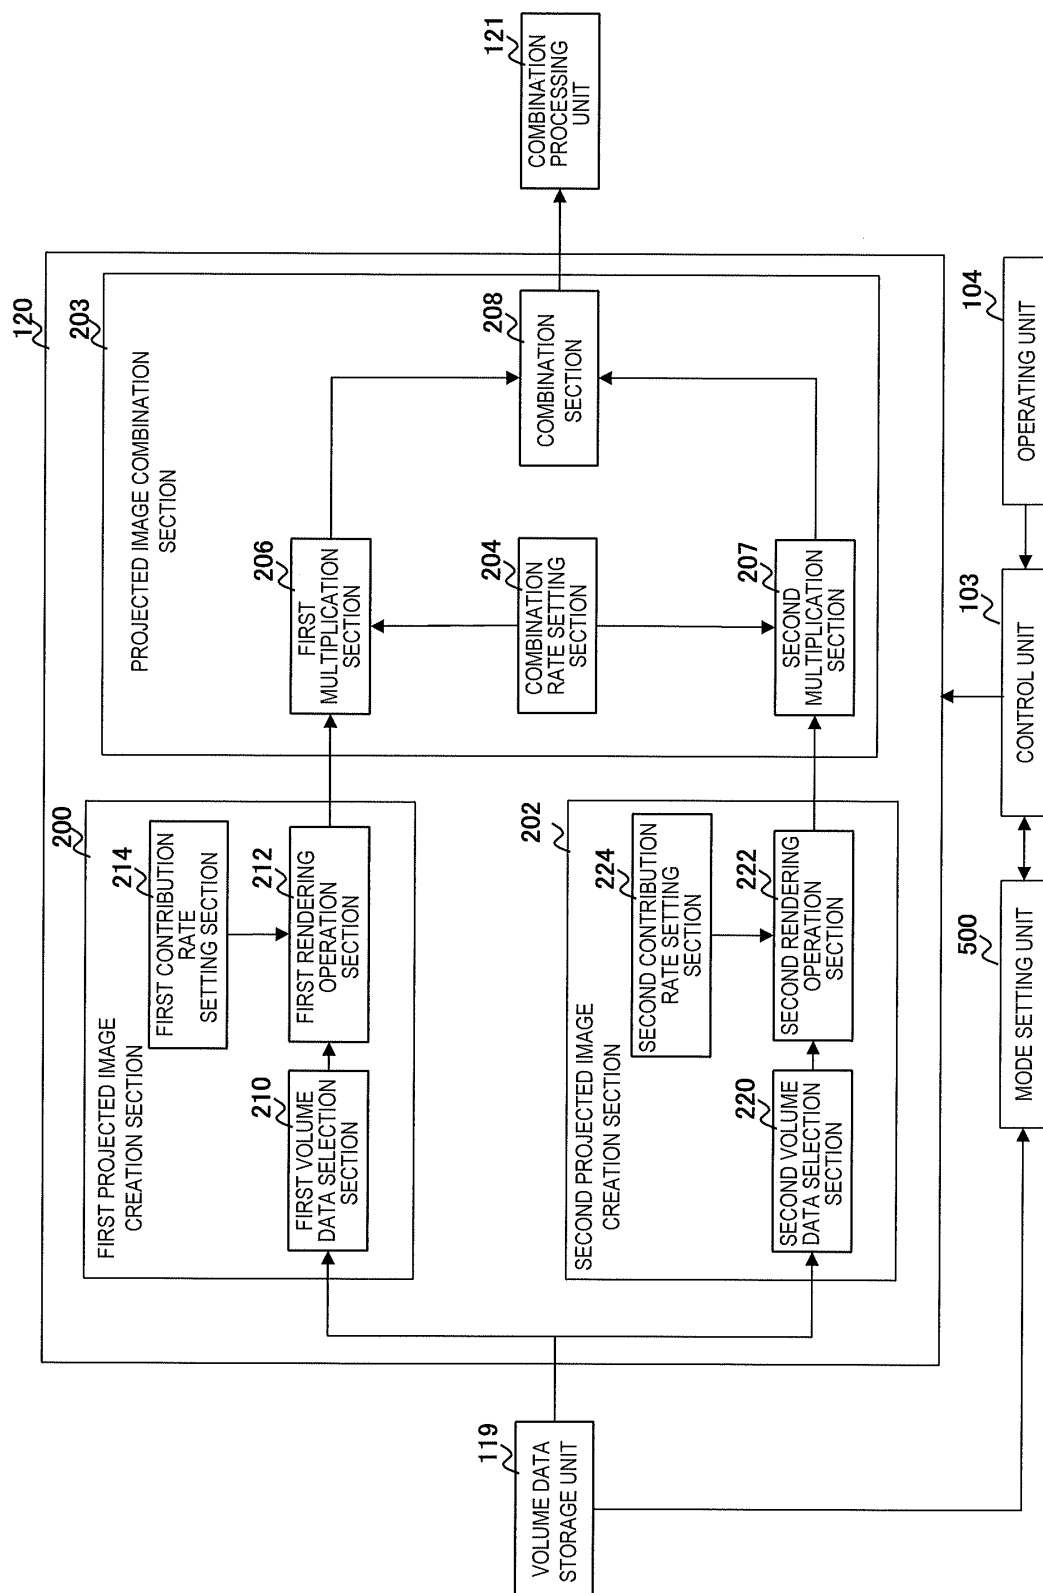 120
203
PROJECTED IMAGE COMBINATION
SECTION
200
FIRST PROJECTED IMAGE
CREATION SECTION
214
FIRST CONTRIBUTION
RATE
SETTING SECTION
210
FIRST VOLUME
DATA SELECTION
SECTION
212
FIRST RENDERING
OPERATION
SECTION
206
FIRST
MULTIPLICATION
SECTION
204
COMBINATION
RATE SETTING
SECTION
208
COMBINATION
SECTION
121
COMBINATION
PROCESSING
UNIT
119
VOLUME DATA
STORAGE UNIT
202
SECOND PROJECTED IMAGE
CREATION SECTION
224
SECOND CONTRIBUTION
RATE SETTING
SECTION
220
SECOND VOLUME
DATA SELECTION
SECTION
222
SECOND RENDERING
OPERATION
SECTION
207
SECOND
MULTIPLICATION
SECTION
500
MODE SETTING UNIT
103
CONTROL UNIT
104
OPERATING UNIT